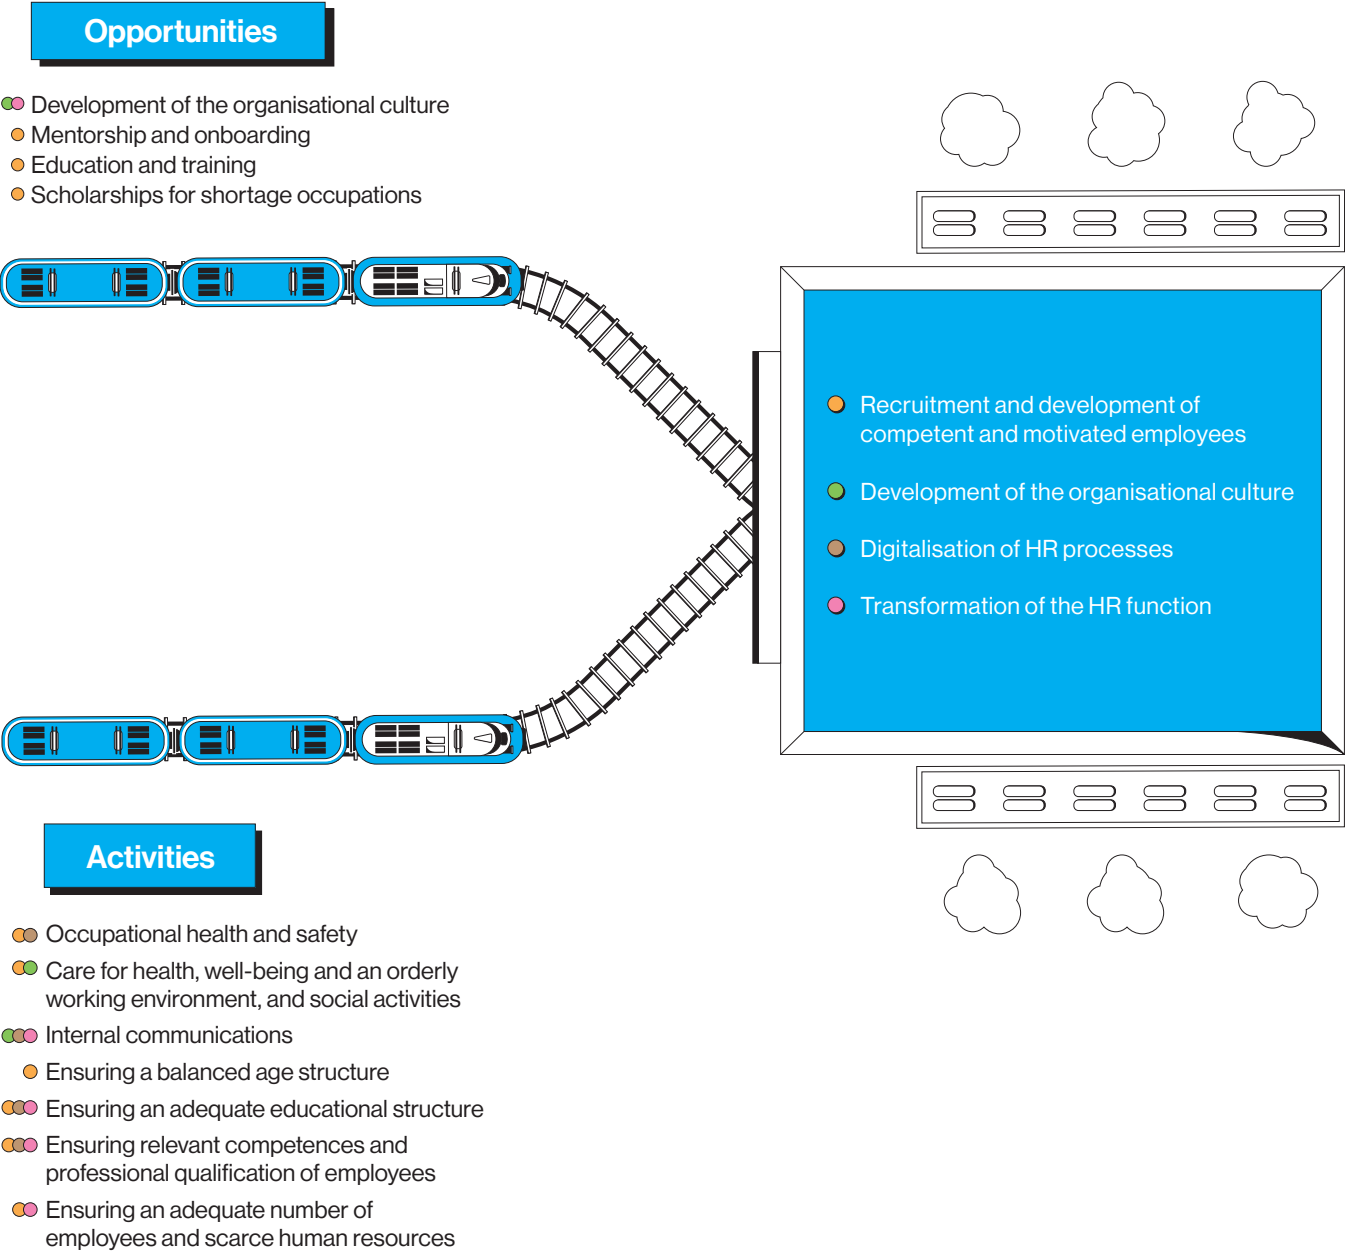 Opportunities
Development of the organisational culture
Mentorship and onboarding
Education and training
Scholarships for shortage occupations
Recruitment and development of
competent and motivated employees
Development of the organisational culture
Digitalisation of HR processes
Transformation of the HR function
Activities
Occupational health and safety
Care for health, well-being and an orderly
working environment, and social activities
Internal communications
Ensuring a balanced age structure
Ensuring an adequate educational structure
Ensuring relevant competences and
professional qualification of employees
Ensuring an adequate number of
employees and scarce human resources